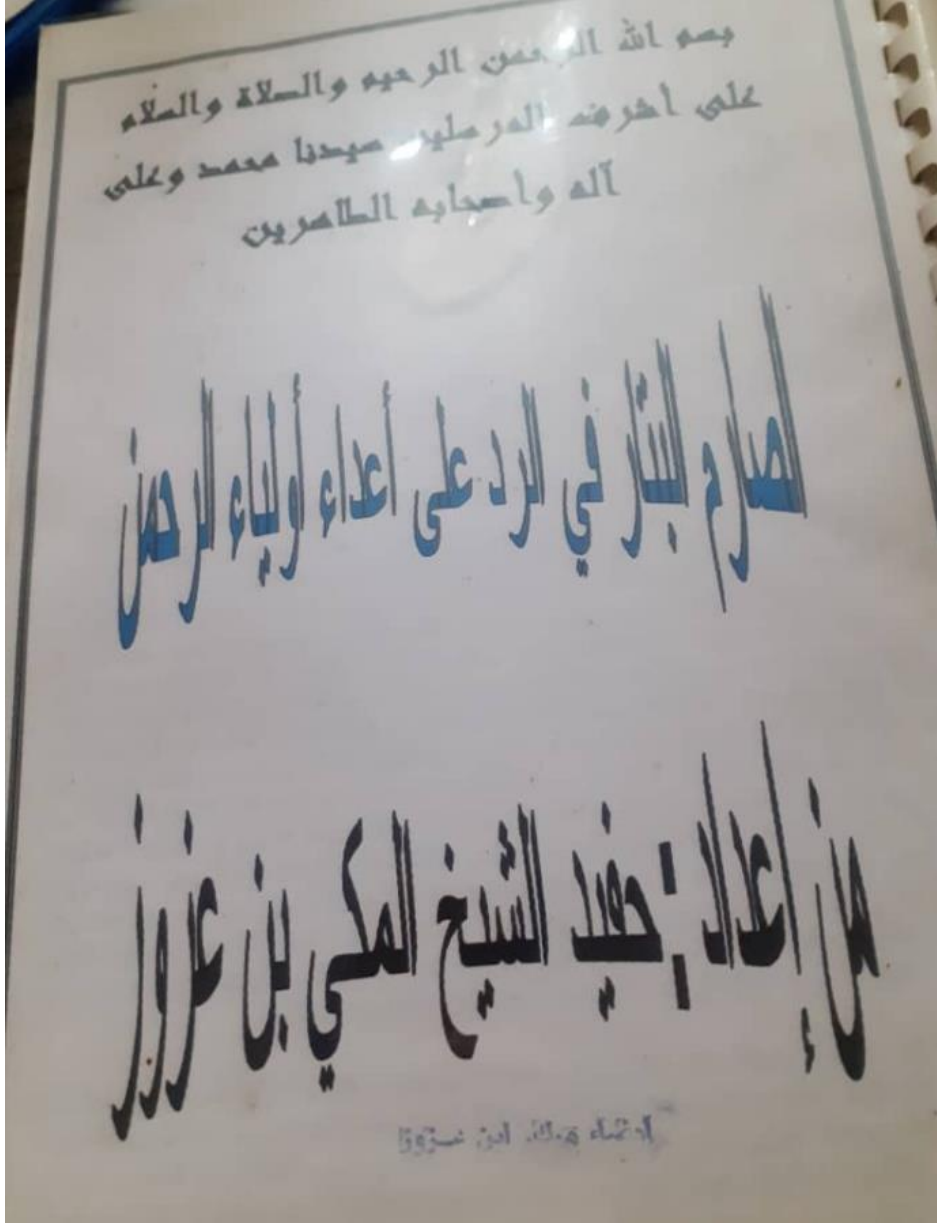 بسم الله الرحمن الرحيم والصلاة والسلام
على أشرف المرسلين سيدنا محمد وعلى
آله وأصحابه الطاهرين
الصارم البتار في الرد على أعداء أولياء الرحمن
من إعداد : حفيد الشيخ المكي بن عزوز